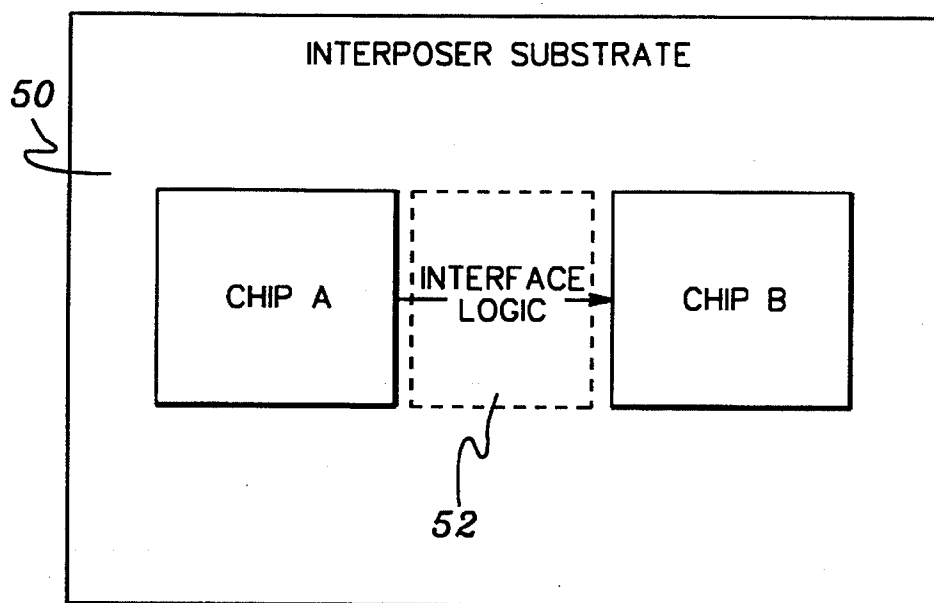 INTERPOSER SUBSTRATE
50
CHIP A
INTERFACE
LOGIC
CHIP B
52